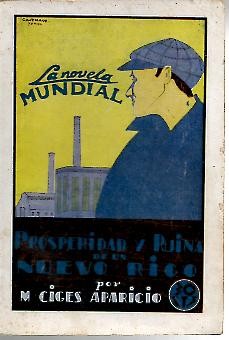 La novela
MUNDIAL
PROSPERIDAD Y RUINA
DE UN
NUEVO RICO
por
M CIGES APARICIO